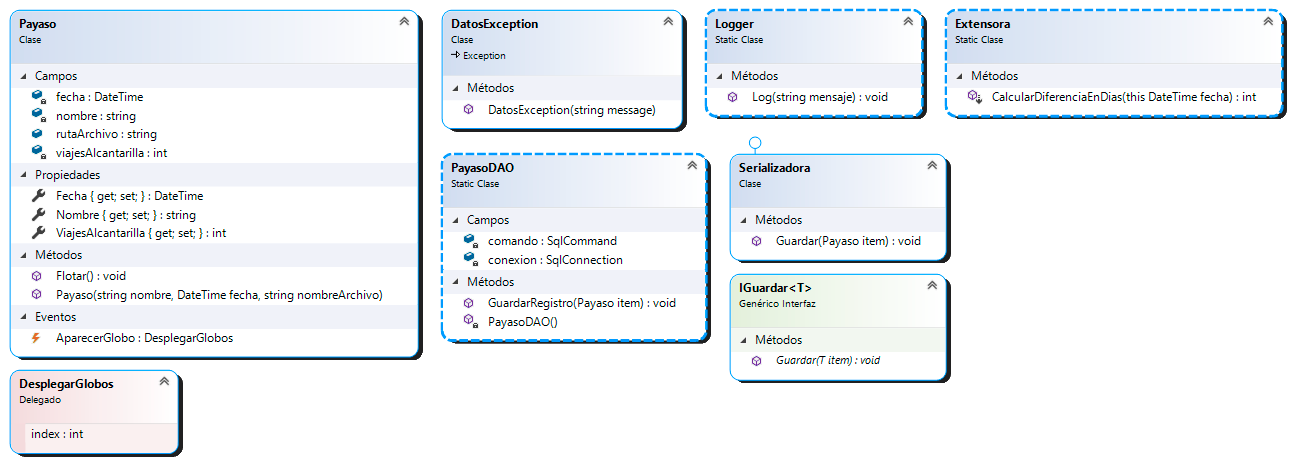 Payaso
Clase
Campos
fecha : DateTime
nombre : string
rutaArchivo : string
viajesAlcantarilla : int
Propiedades
Fecha { get; set; } : DateTime
Nombre { get; set; } : string
ViajesAlcantarilla { get; set; } : int
Métodos
Flotar() : void
Payaso(string nombre, DateTime fecha, string nombreArchivo)
Eventos
AparecerGlobo : DesplegarGlobos
DesplegarGlobos
Delegado
index : int
DatosException
Clase
Exception
Métodos
DatosException(string message)
PayasoDAO
Static Clase
Campos
comando : SqlCommand
conexion : SqlConnection
Métodos
GuardarRegistro(Payaso item) : void
PayasoDAO()
Logger
Static Clase
Métodos
Log(string mensaje) : void
Serializadora
Clase
Métodos
Guardar(Payaso item) : void
IGuardar<T>
Genérico Interfaz
Métodos
Guardar(T item) : void
Extensora
Static Clase
Métodos
CalcularDiferenciaEnDias(this DateTime fecha) : int